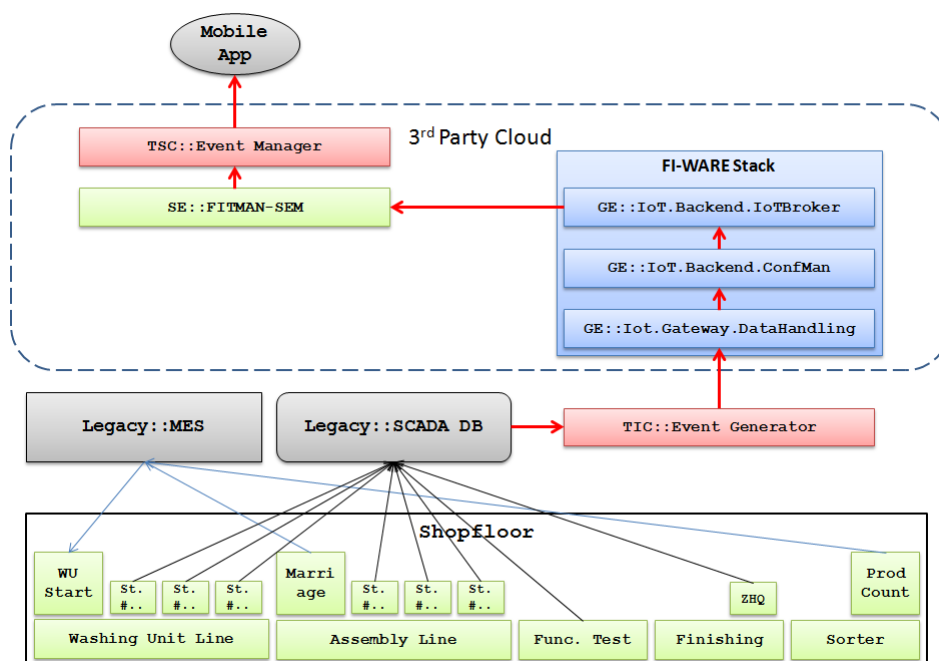 Mobile
App
3rd Party Cloud
TSC::Event Manager
FI-WARE Stack
SE::FITMAN-SEM
GE::IoT.Backend.IoTBroker
GE::IoT.Backend.ConfMan
GE::Iot.Gateway.DataHandling
Legacy::MES
Legacy::SCADA DB
TIC::Event Generator
Shopfloor
WU
Start
St.
#..
St.
#..
St.
#..
Marri
age
St.
#..
St.
#..
St.
#..
ZHQ
Prod
Count
Washing Unit Line
Assembly Line
Func. Test
Finishing
Sorter